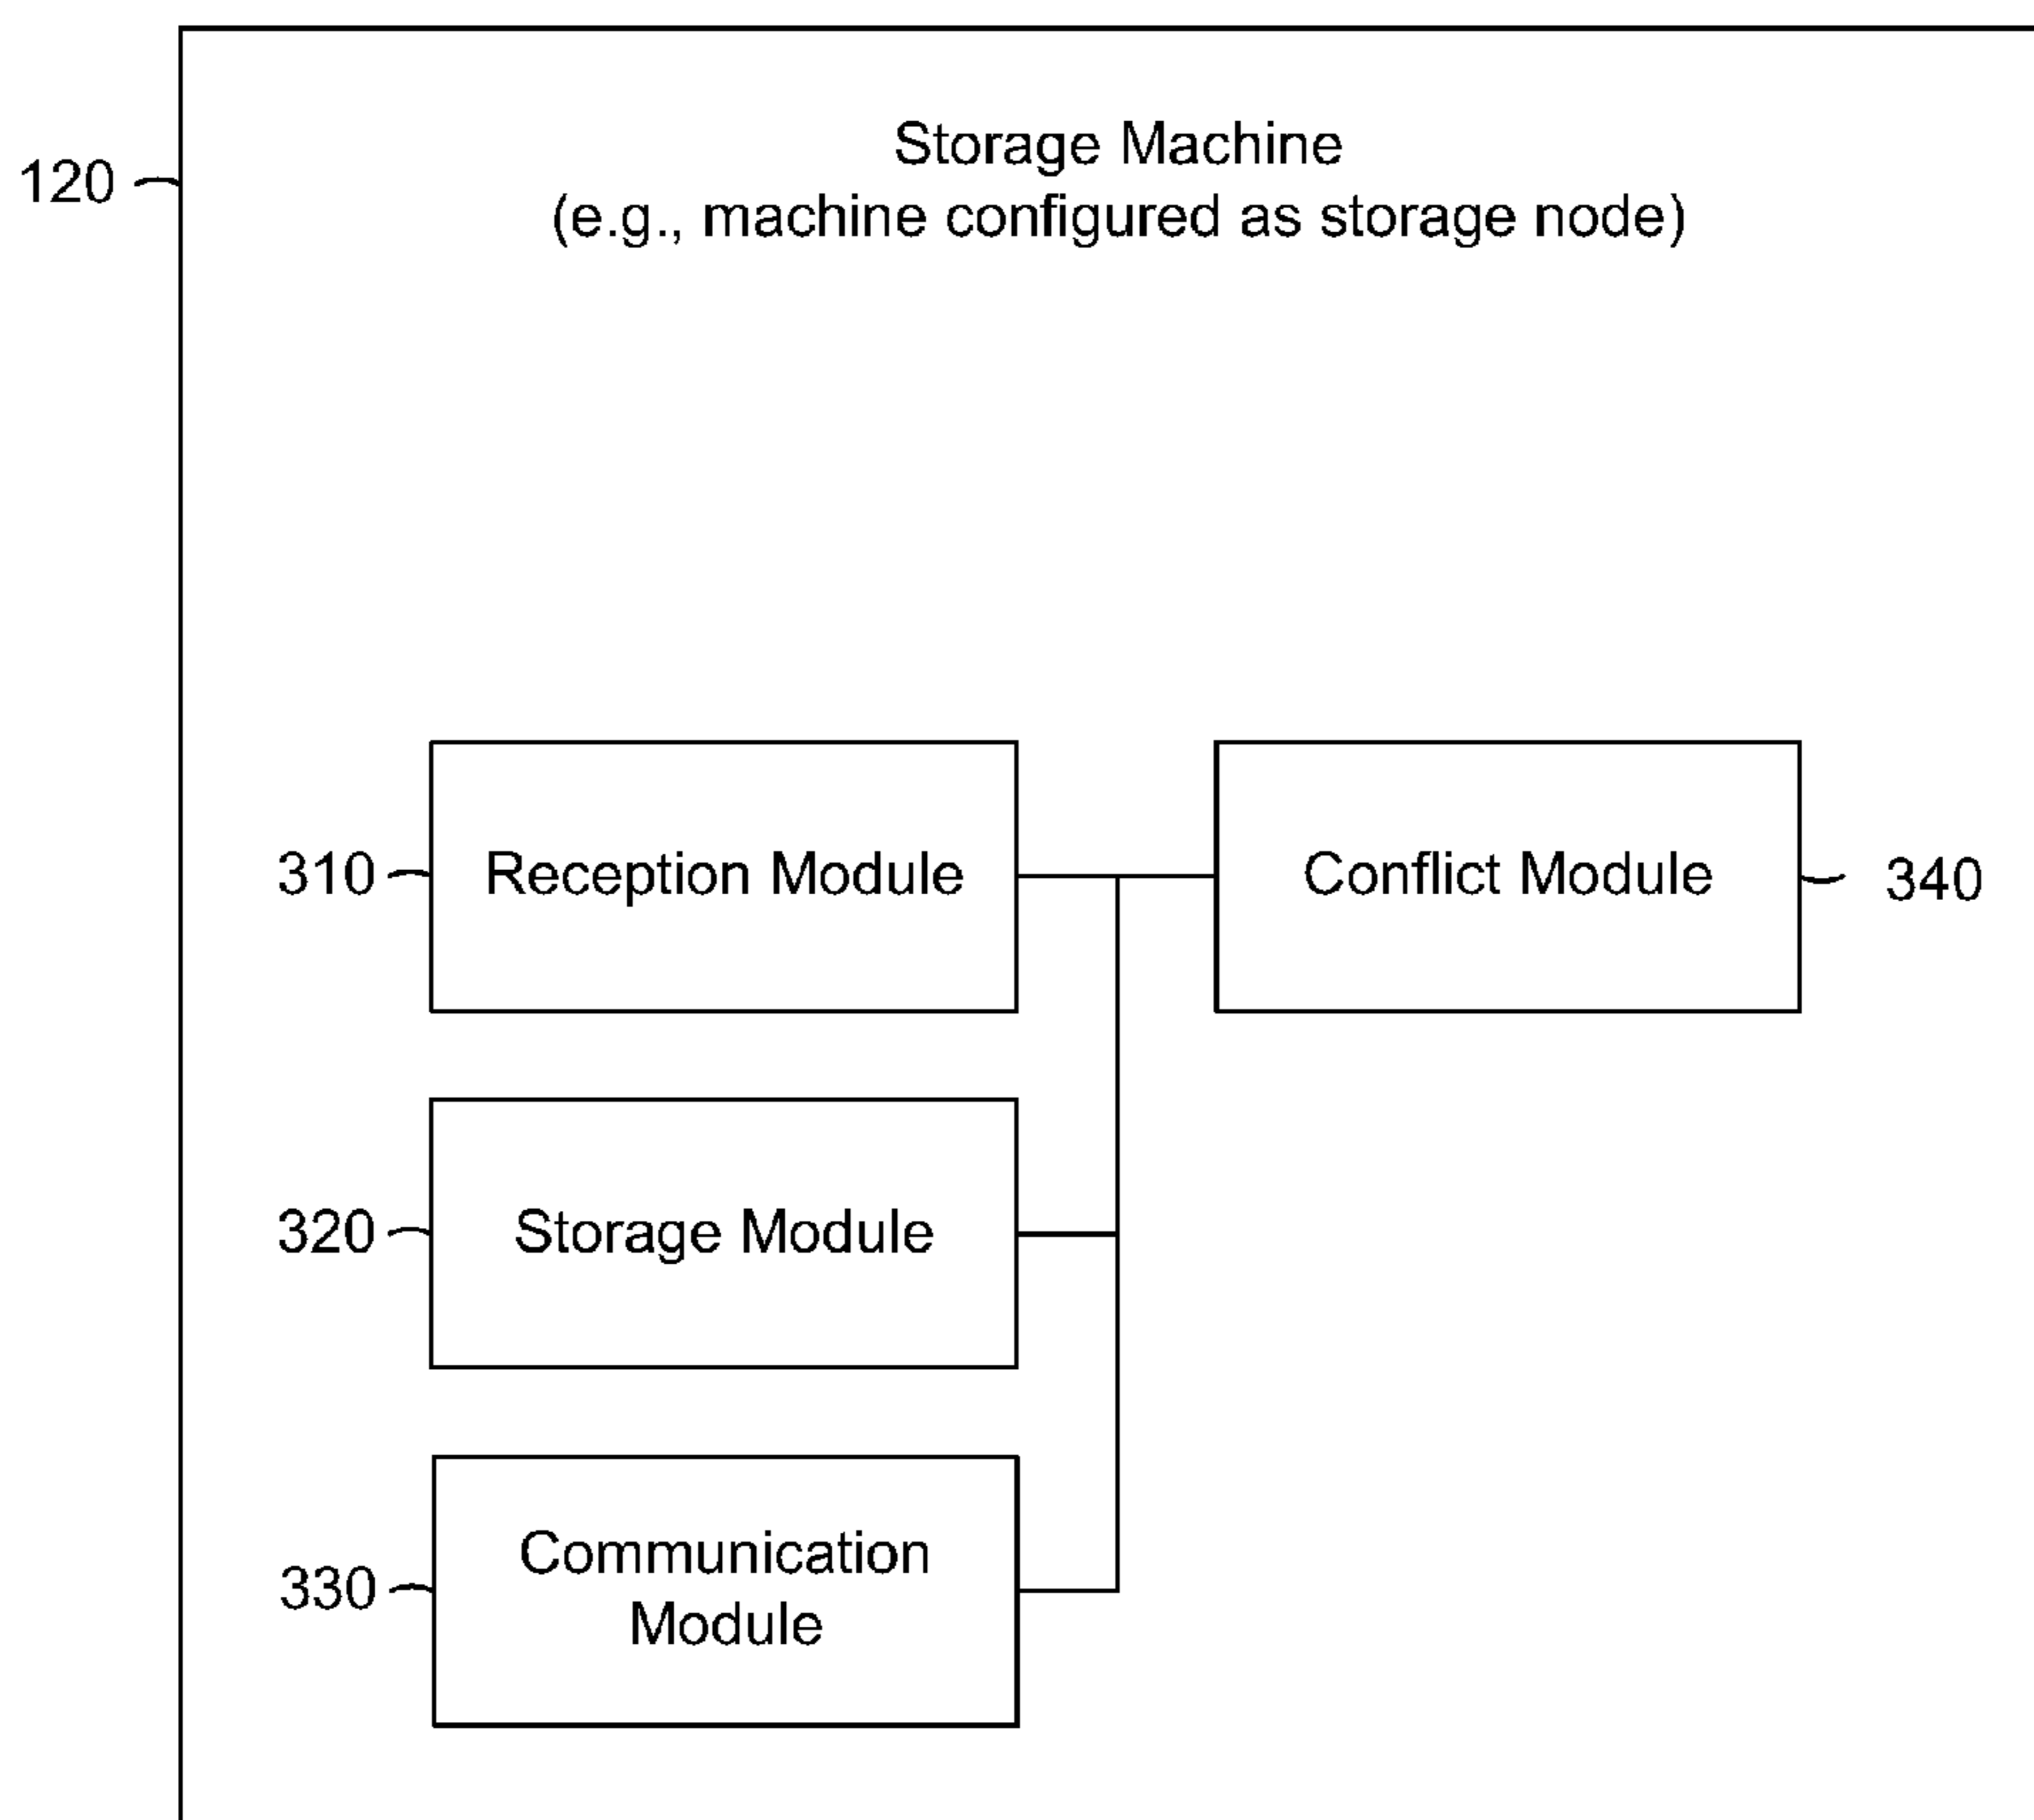 Storage Machine
120
(e.g., machine configured as storage node)
310
Reception Module
Conflict Module
340
320
Storage Module
330
Communication
Module